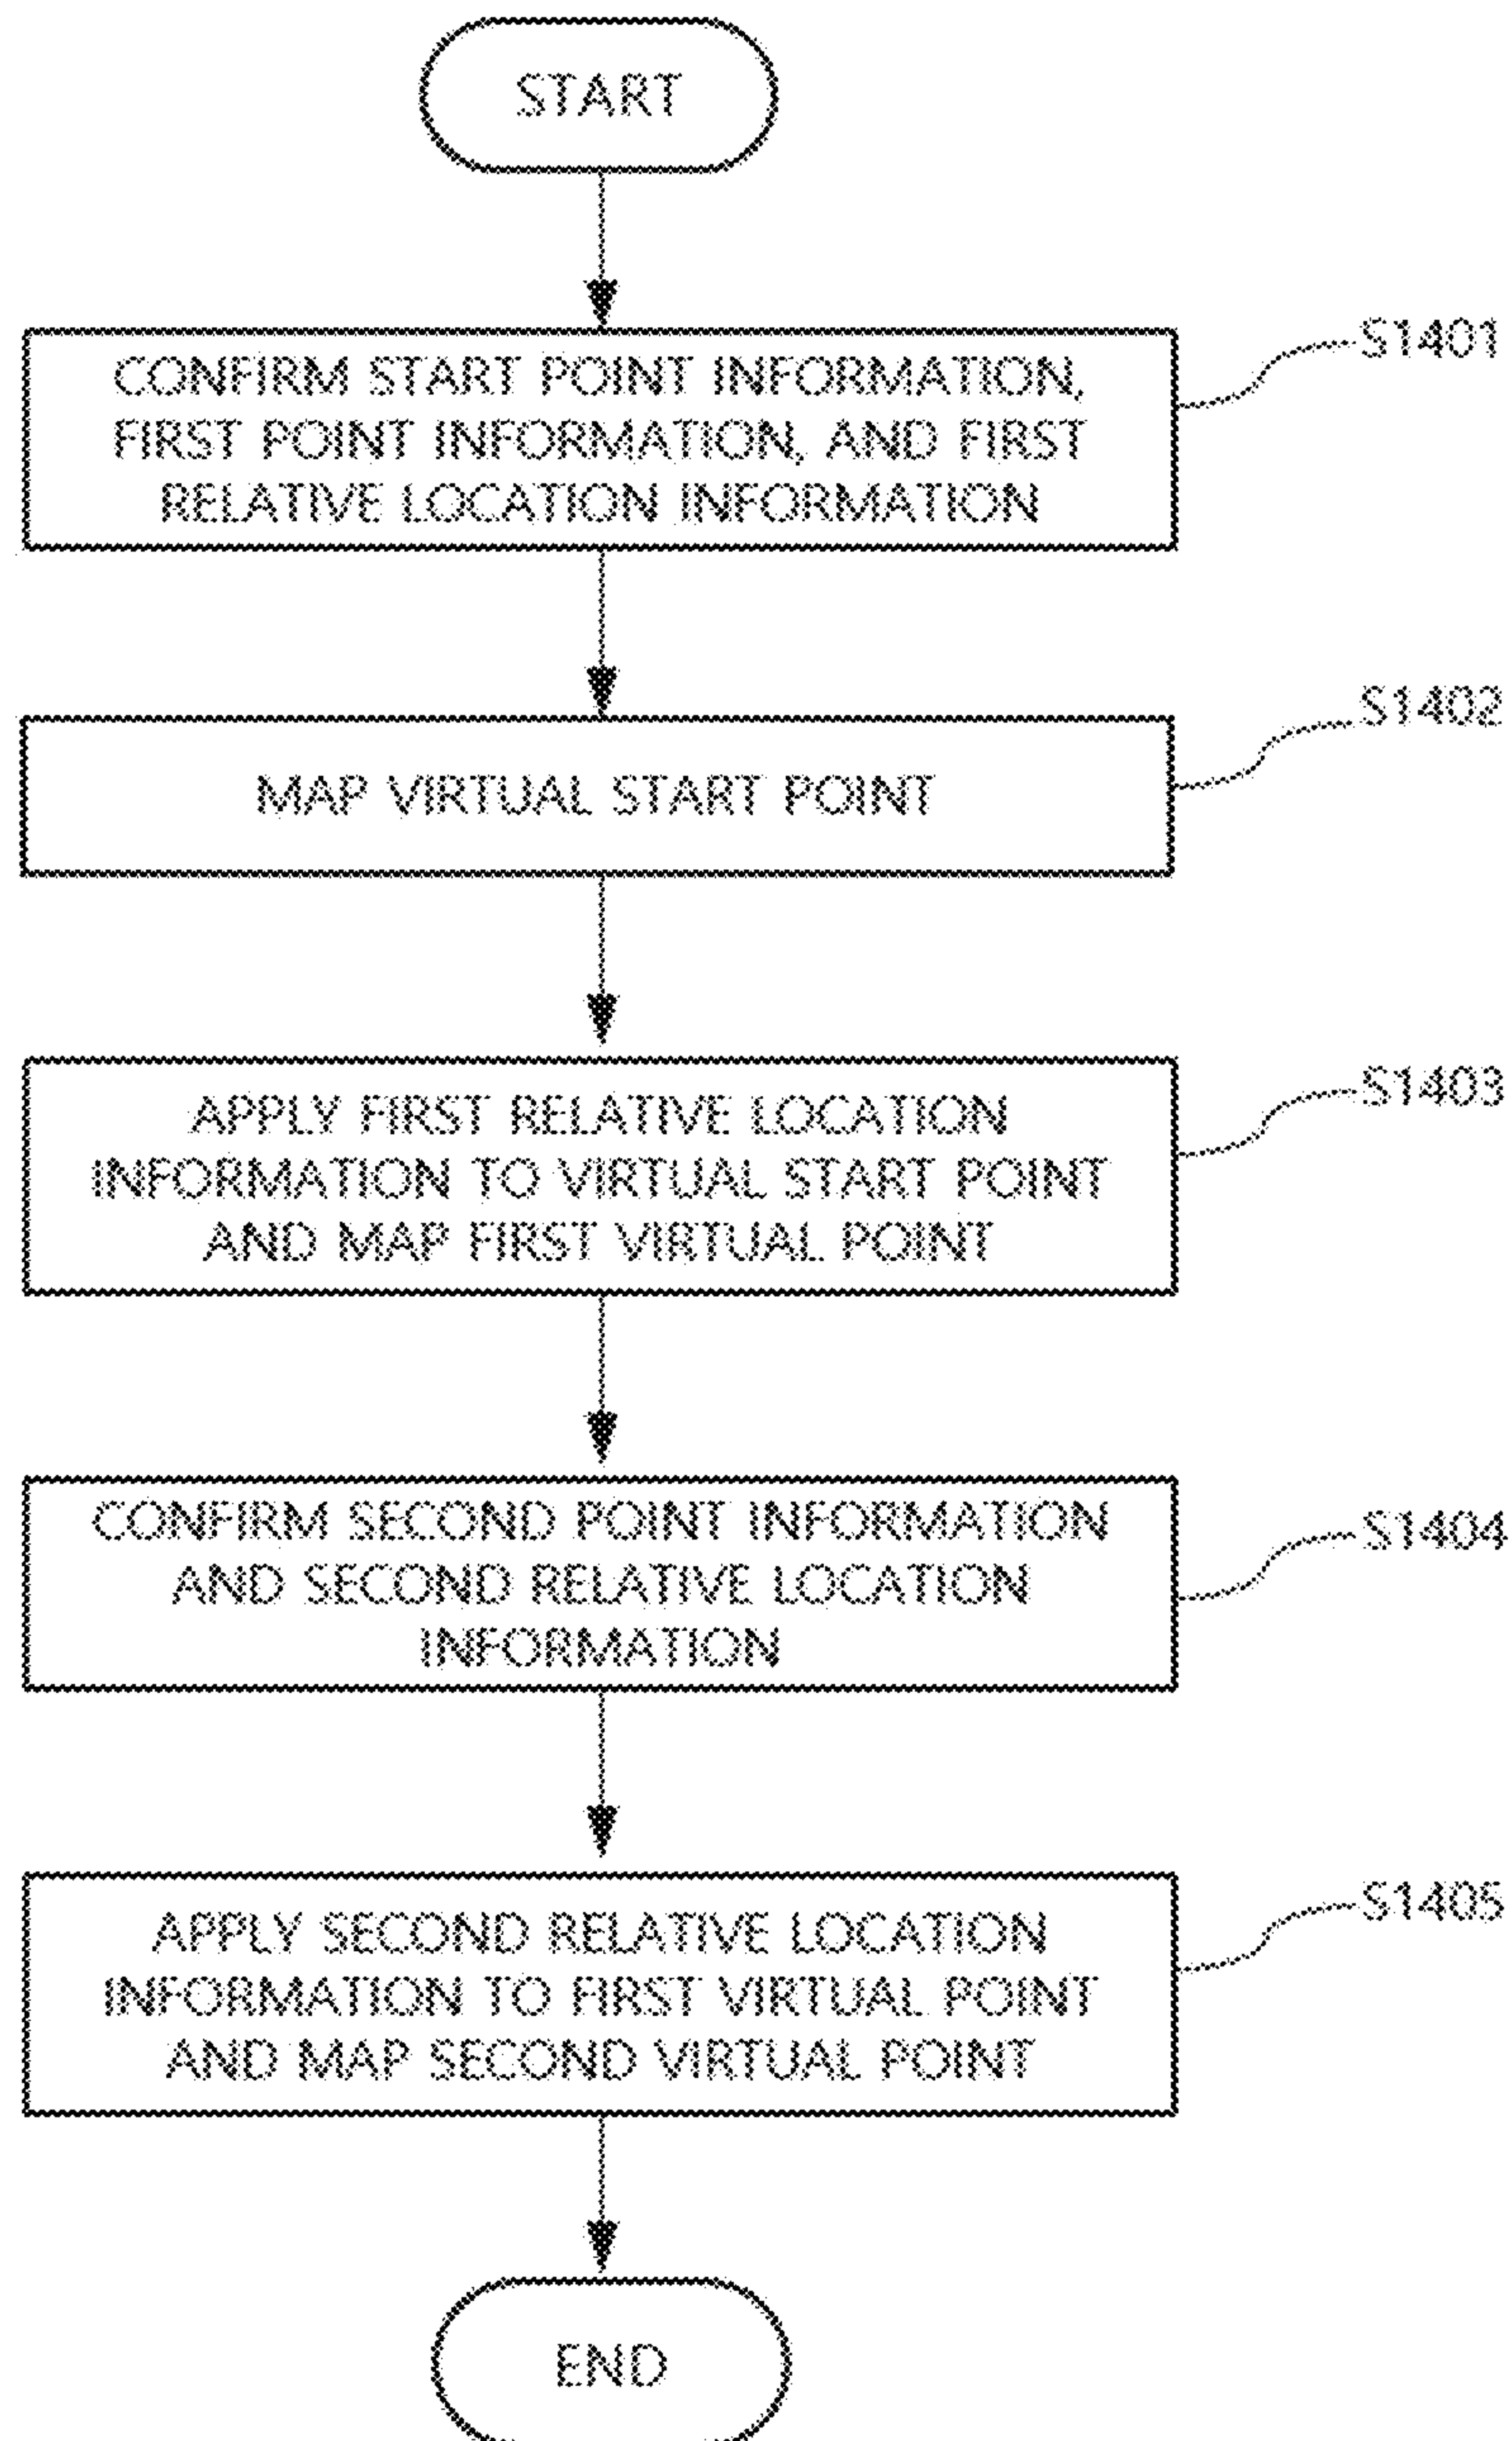 START
CONFIRM START POINT INFORMATION,
FIRST POINT INFORMATION, AND FIRST
RELATIVE LOCATION INFORMATION
S1401
MAP VIRTUAL START POINT
S1402
APPLY FIRST RELATIVE LOCATION
INFORMATION TO VIRTUAL START POINT
AND MAP FIRST VIRTUAL POINT
S1403
CONFIRM SECOND POINT INFORMATION
AND SECOND RELATIVE LOCATION
INFORMATION
S1404
APPLY SECOND RELATIVE LOCATION
INFORMATION TO FIRST VIRTUAL POINT
AND MAP SECOND VIRTUAL POINT
S1405
END